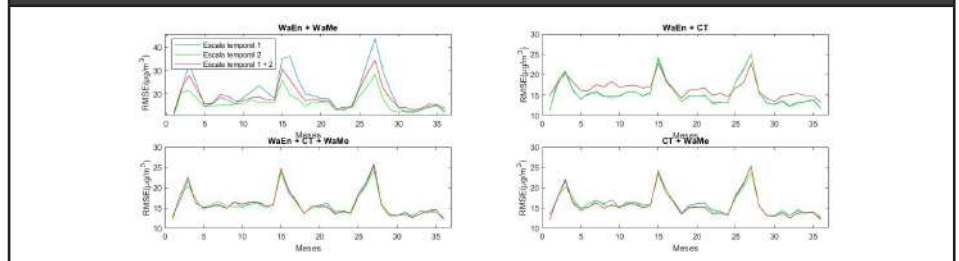 WaEn + WaMe
RMSE(µg/m³)
40
30
20
Escala temporal 1
Escala temporal 2
Escala temporal 1 + 2
0 5 10 15 20 25 30 35
Meses
WaEn + CT
RMSE(µg/m³)
30
25
20
15
10
0 5 10 15 20 25 30 35
WaEn + CT + WaMe
RMSE(µg/m³)
30
25
20
15
10
0 5 10 15 20 25 30 35
Meses
CT + WaMe
RMSE(µg/m³)
30
25
20
15
10
0 5 10 15 20 25 30 35
Meses